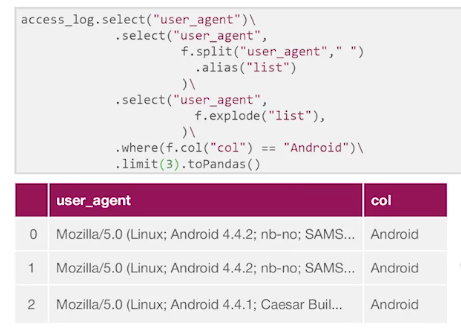 access_log.select("user_agent")\
.select("user_agent",
f.split("user_agent"," ")
.alias("list")
)\
.select("user_agent",
f.explode("list"),
)\
.where(f.col("col") == "Android")\
.limit(3).toPandas()
user_agent col
0 Mozilla/5.0 (Linux; Android 4.4.2; nb-no; SAMS... Android
1 Mozilla/5.0 (Linux; Android 4.4.2; nb-no; SAMS... Android
2 Mozilla/5.0 (Linux; Android 4.4.1; Caesar Buil... Android